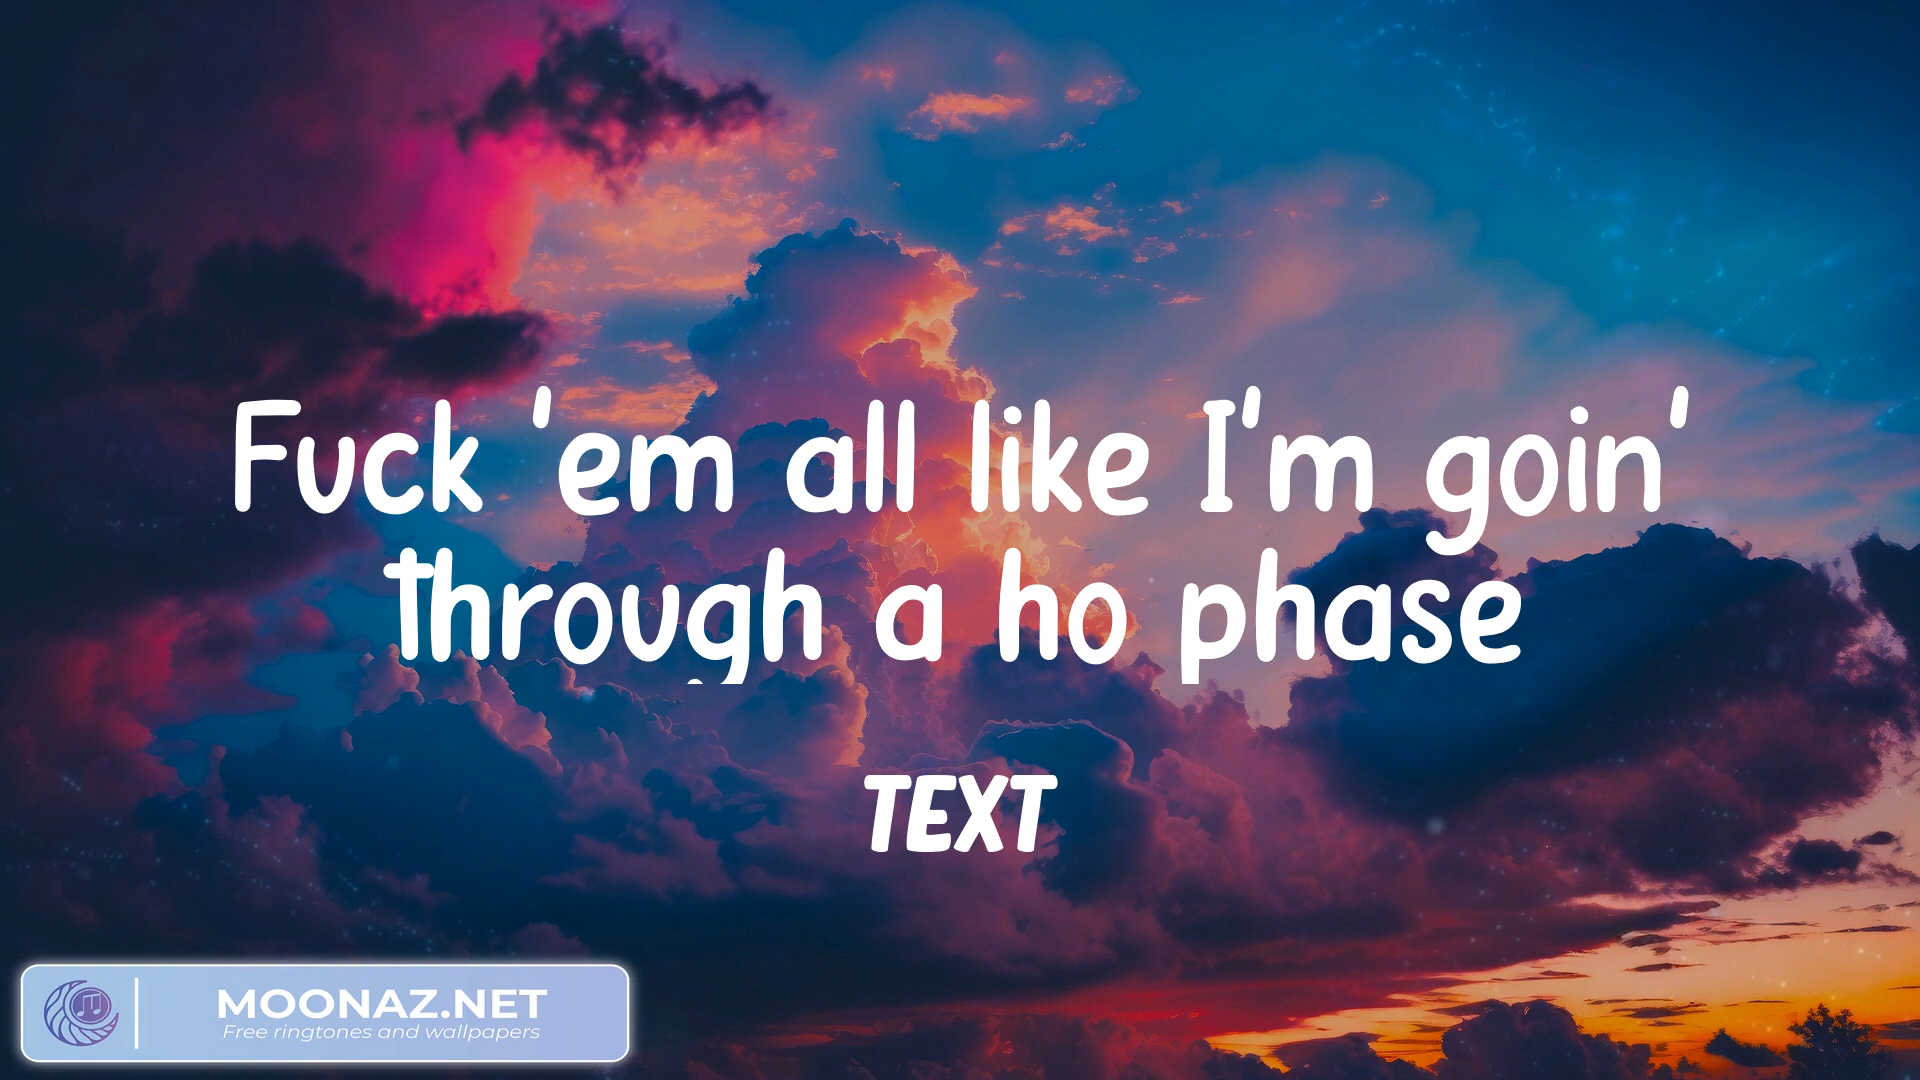 Fuck 'em all like I'm goin'
through a ho phase
TEXT
MOONAZ.NET
Free ringtones and wallpapers